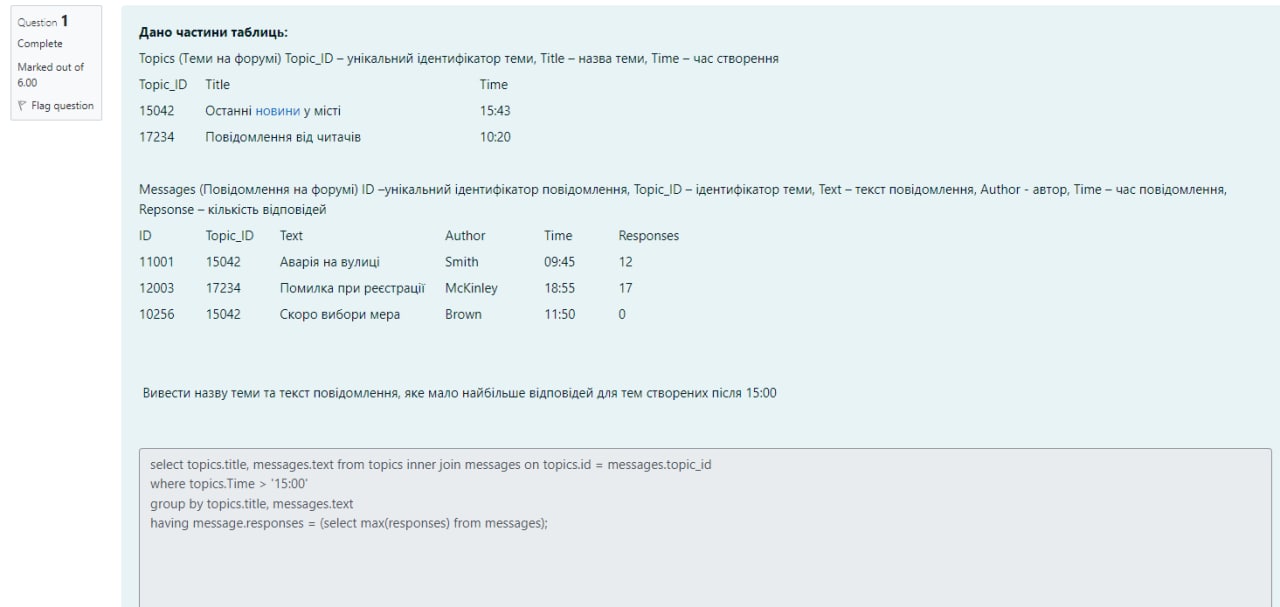 Question 1
Complete
Marked out of
6.00
Flag question
Дано частини таблиць:
Topics (Теми на форумі) Topic_ID – унікальний ідентифікатор теми, Title – назва теми, Time – час створення
Topic_ID Title Time
15042 Останні новини у місті 15:43
17234 Повідомлення від читачів 10:20
Messages (Повідомлення на форумі) ID –унікальний ідентифікатор повідомлення, Topic_ID – ідентифікатор теми, Text – текст повідомлення, Author - автор, Time – час повідомлення,
Repsonse – кількість відповідей
ID Topic_ID Text Author Time Responses
11001 15042 Аварія на вулиці Smith 09:45 12
12003 17234 Помилка при реєстрації McKinley 18:55 17
10256 15042 Скоро вибори мера Brown 11:50 0
Вивести назву теми та текст повідомлення, яке мало найбільше відповідей для тем створених після 15:00
select topics.title, messages.text from topics inner join messages on topics.id = messages.topic_id
where topics.Time > '15:00'
group by topics.title, messages.text
having message.responses = (select max(responses) from messages);